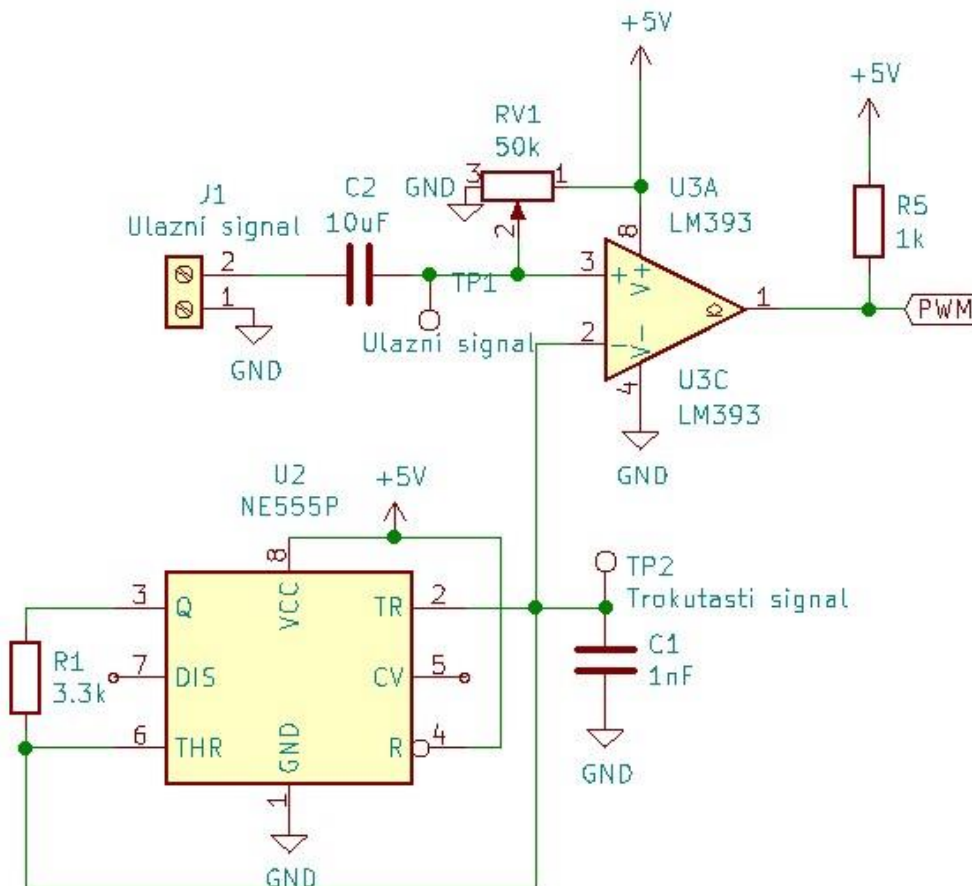 +5V
+5V
RV1
50k
GND
3
1
2
J1
Ulazni signal
C2
10uF
U3A
LM393
R5
1k
2
1
GND
TP1
Ulazni signal
3
2
8
+
V+
-
V-
4
1
PWM
U3C
LM393
GND
U2
NE555P
+5V
8
3
Q
VCC
TR
2
TP2
Trokutasti signal
R1
3.3k
7
DIS
CV
5
C1
1nF
6
THR
GND
R
4
1
GND
GND